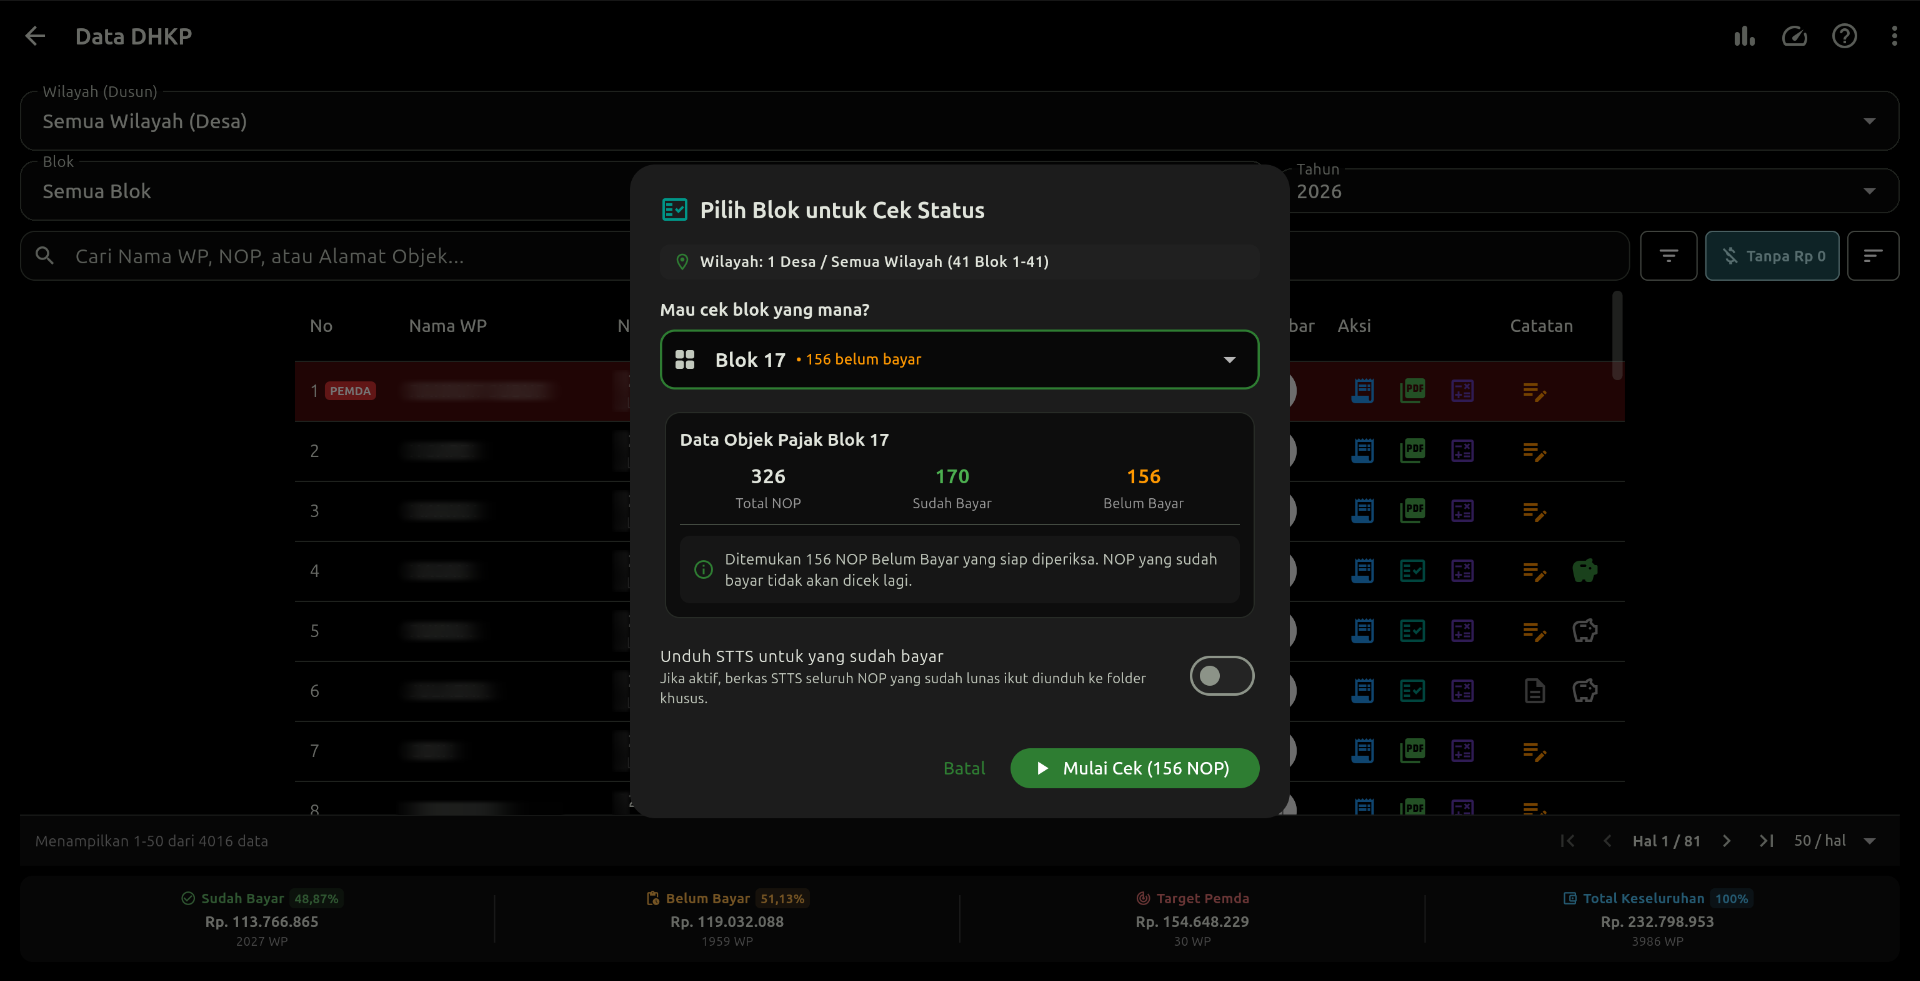 Data DHKP
Wilayah (Dusun)
Semua Wilayah (Desa)
Blok
Semua Blok
Tahun
2026
Cari Nama WP, NOP, atau Alamat Objek...
Tanpa Rp 0
No Nama WP N bar Aksi Catatan
1 PEMDA PDF
2 PDF
3 PDF
4
5
6
7 PDF
8 PDF
Pilih Blok untuk Cek Status
Wilayah: 1 Desa / Semua Wilayah (41 Blok 1-41)
Mau cek blok yang mana?
Blok 17 • 156 belum bayar
Data Objek Pajak Blok 17
326 170 156
Total NOP Sudah Bayar Belum Bayar
Ditemukan 156 NOP Belum Bayar yang siap diperiksa. NOP yang sudah
bayar tidak akan dicek lagi.
Unduh STTS untuk yang sudah bayar
Jika aktif, berkas STTS seluruh NOP yang sudah lunas ikut diunduh ke folder
khusus.
Batal Mulai Cek (156 NOP)
Menampilkan 1-50 dari 4016 data
Hal 1 / 81 50 / hal
Sudah Bayar 48,87%
Rp. 113.766.865
2027 WP
Belum Bayar 51,13%
Rp. 119.032.088
1959 WP
Target Pemda
Rp. 154.648.229
30 WP
Total Keseluruhan 100%
Rp. 232.798.953
3986 WP